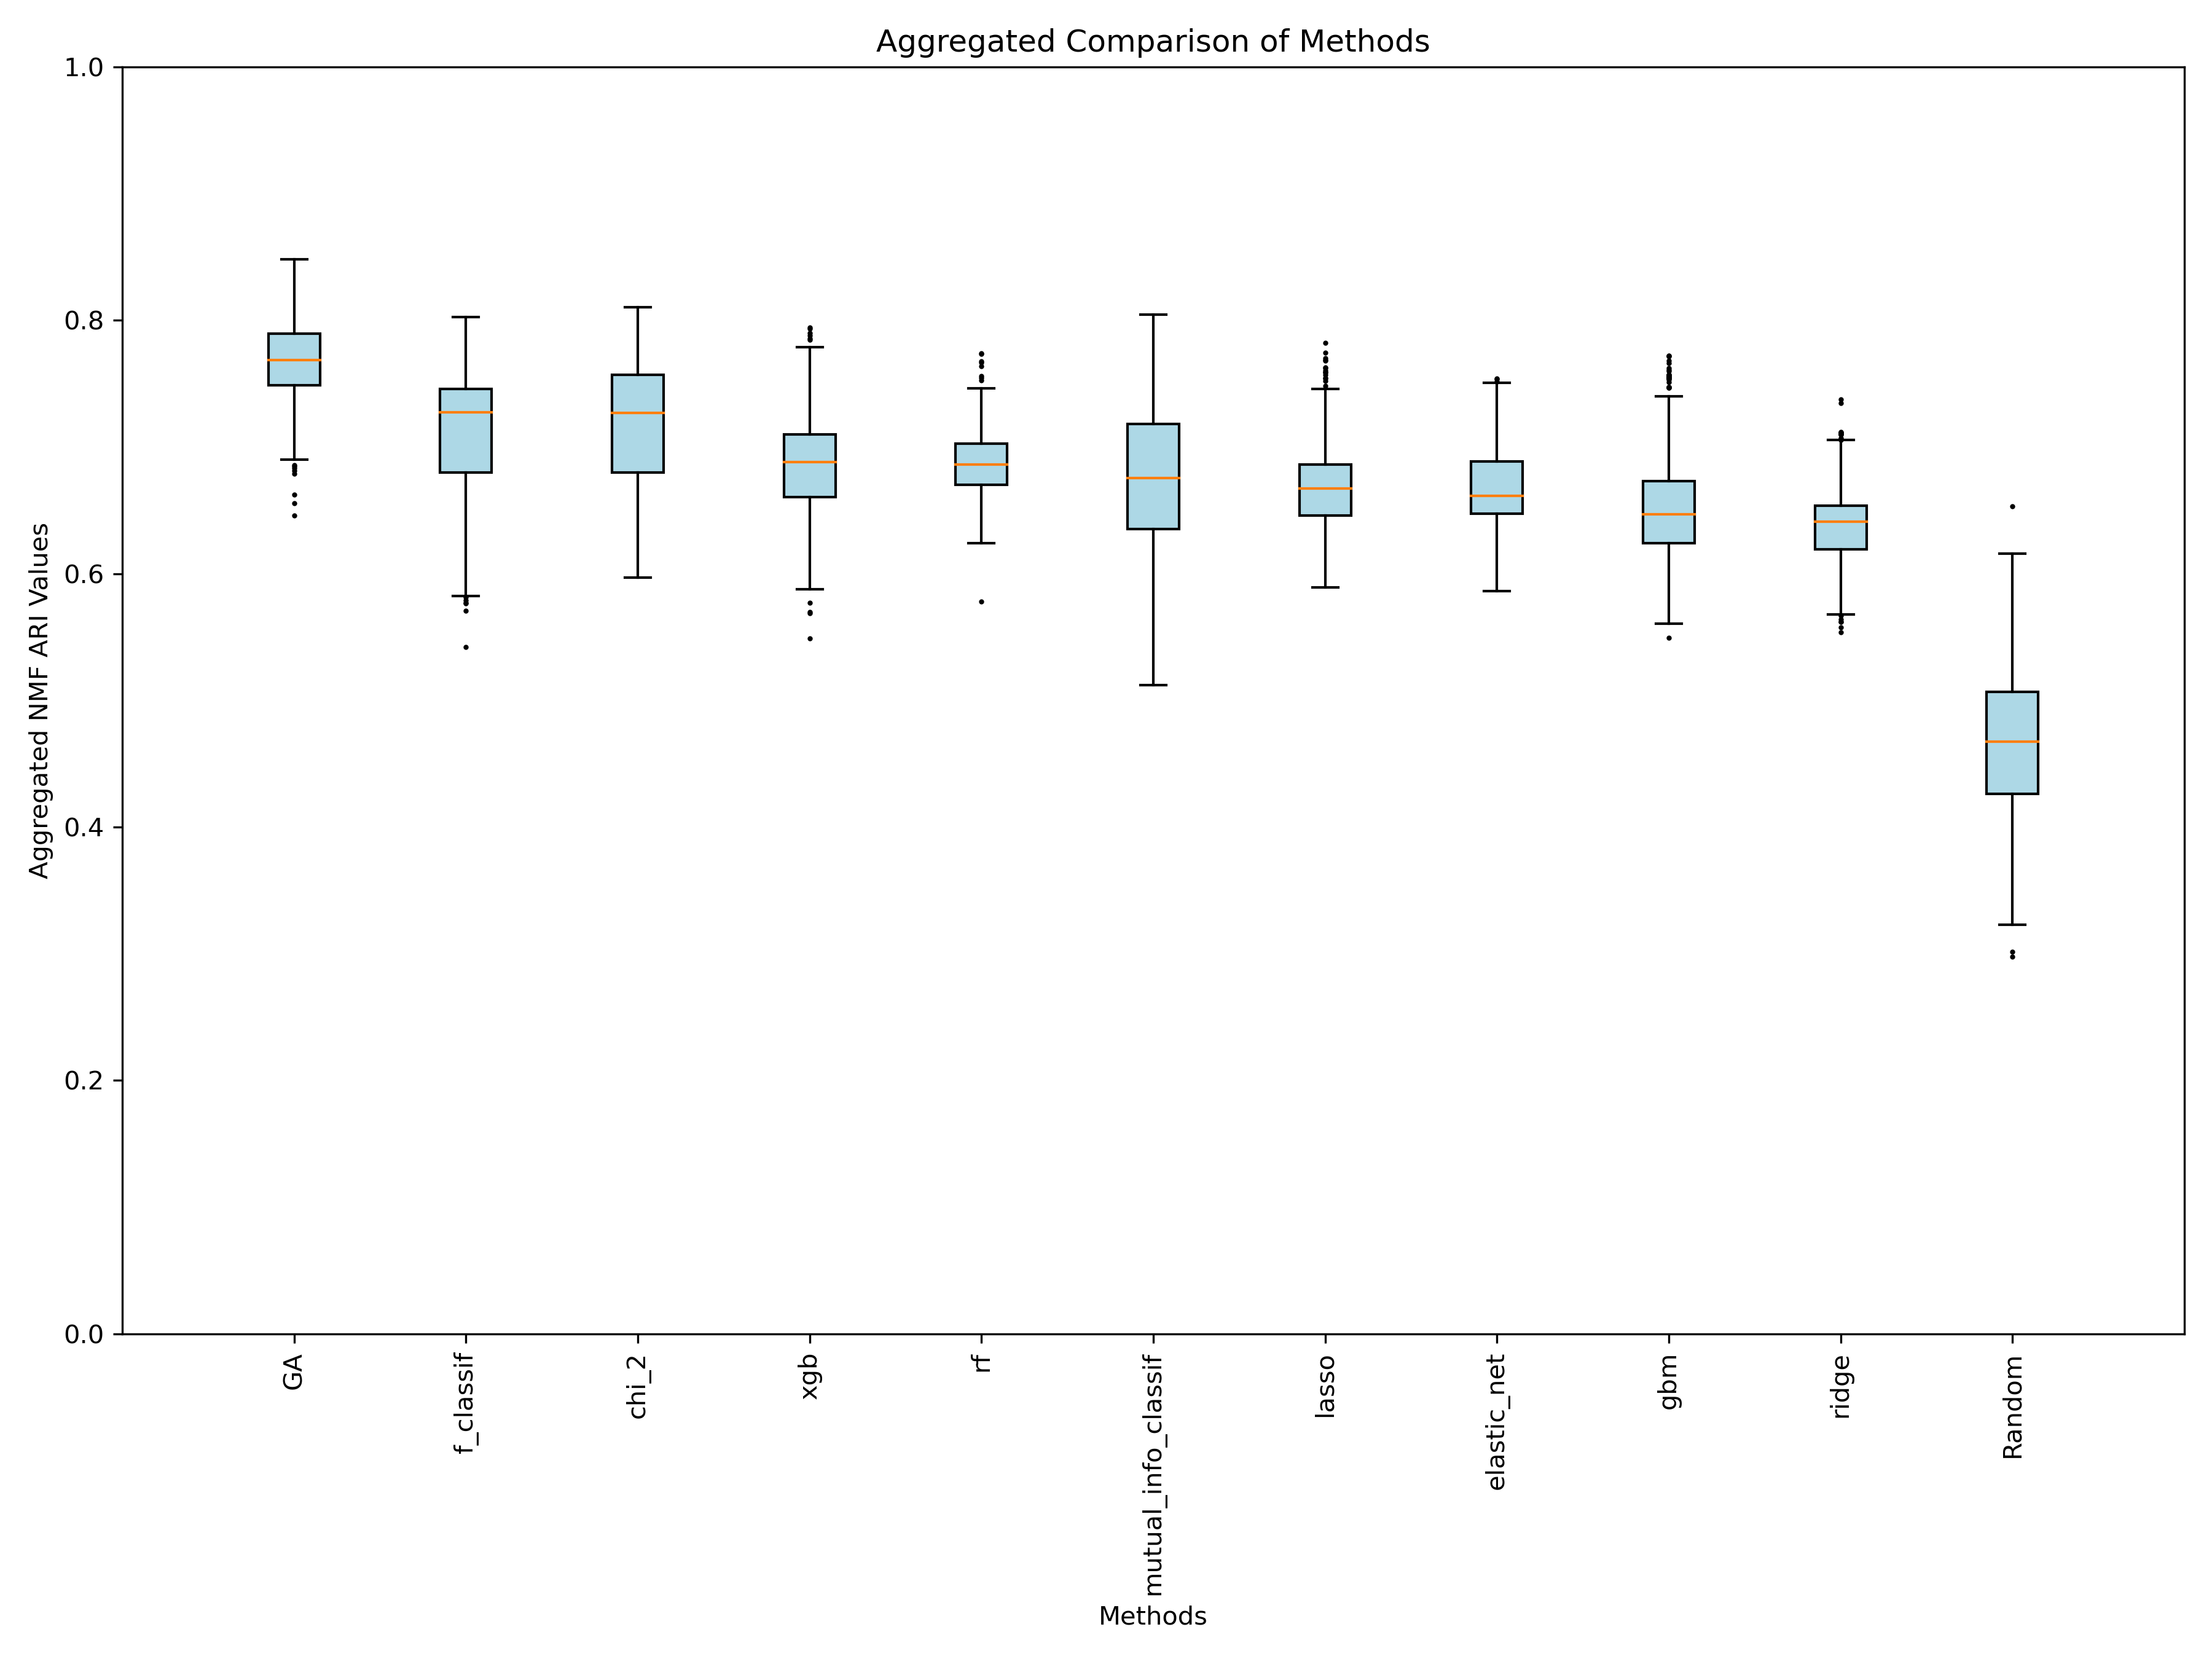 Aggregated Comparison of Methods
Aggregated NMF ARI Values
1.0
0.8
0.6
0.4
0.2
0.0
GA
f_classif
chi_2
xgb
rf
mutual_info_classif
lasso
elastic_net
gbm
ridge
Random
Methods